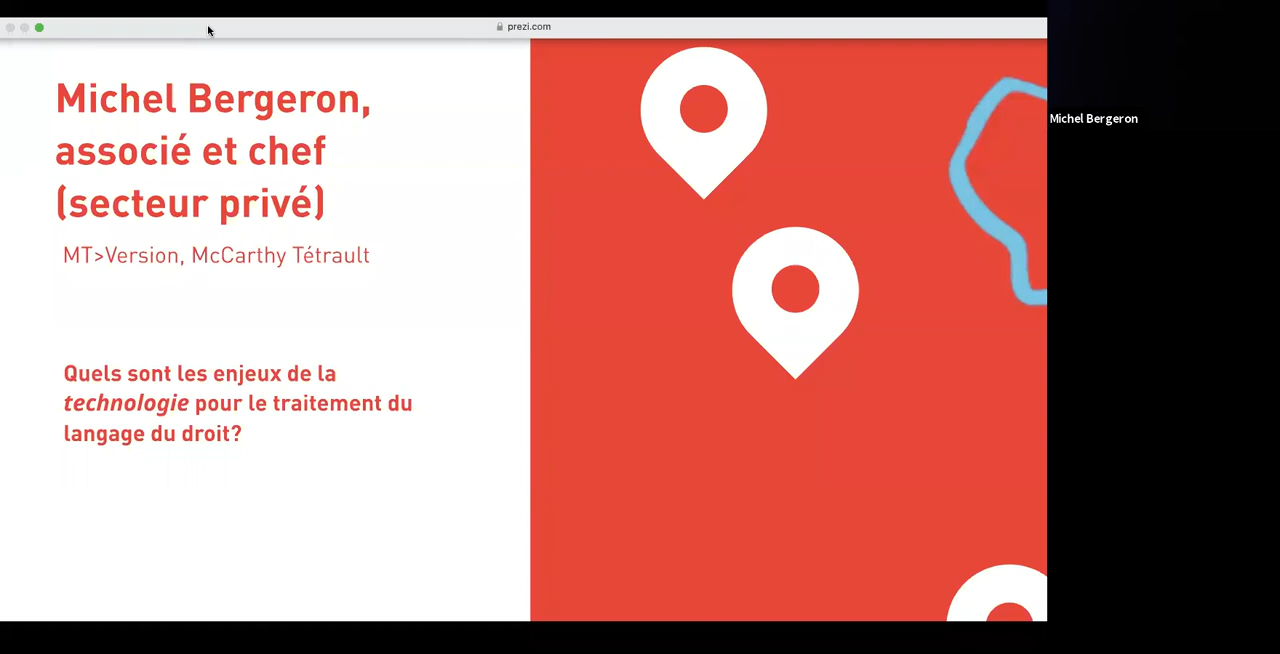 prezi.com
Michel Bergeron,
associé et chef
(secteur privé)
MT>Version, McCarthy Tétrault
Quels sont les enjeux de la
technologie pour le traitement du
langage du droit?
Michel Bergeron